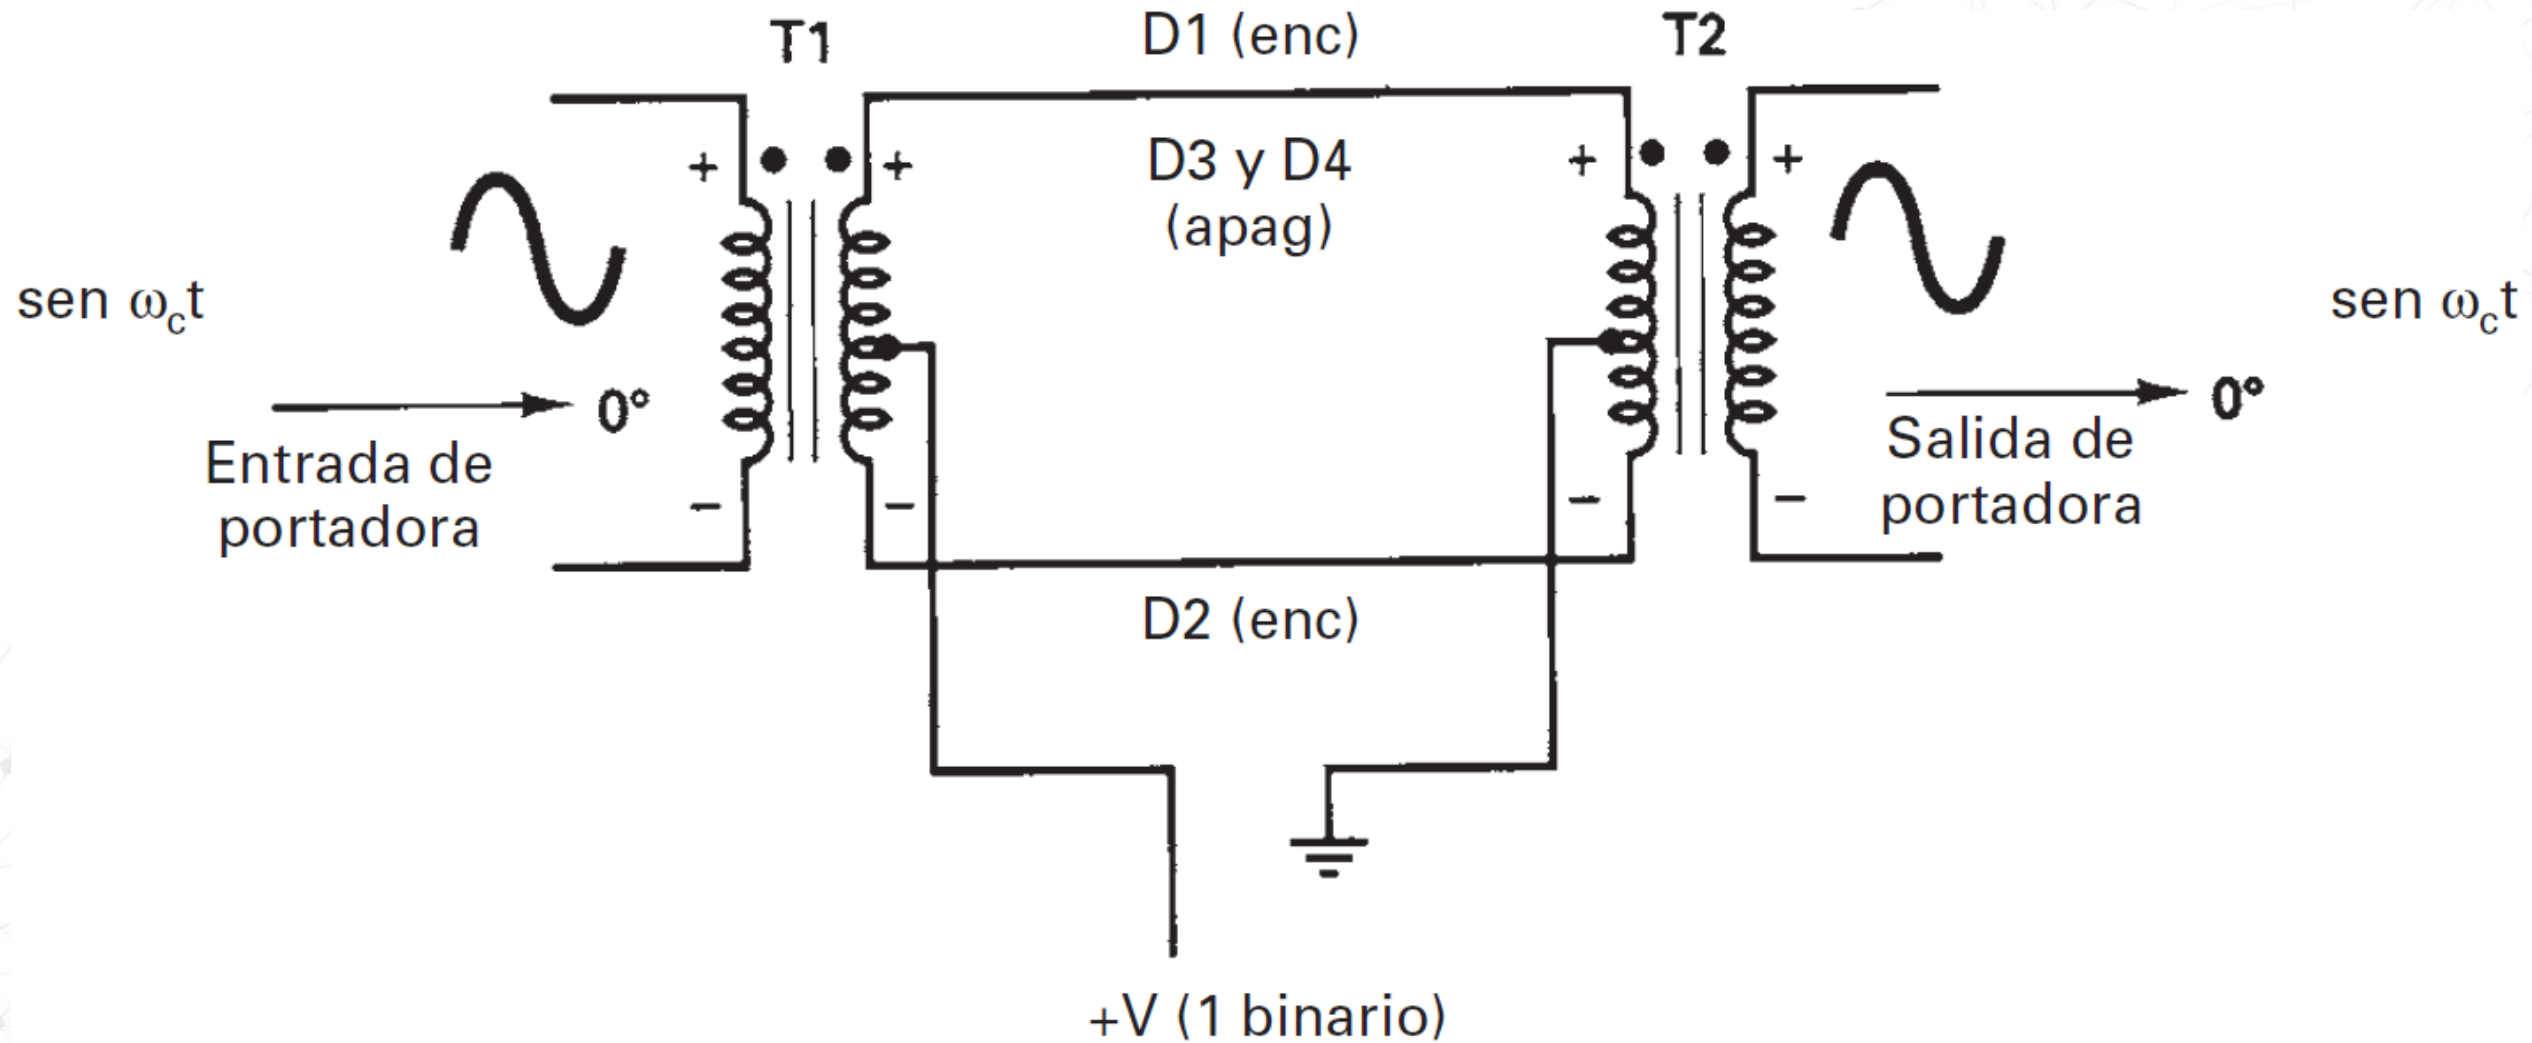 T1
D1 (enc)
T2
+
+
D3 y D4
(apag)
+
+
sen ωct
sen ωct
0°
0°
Entrada de
portadora
Salida de
portadora
−
−
−
−
D2 (enc)
+V (1 binario)